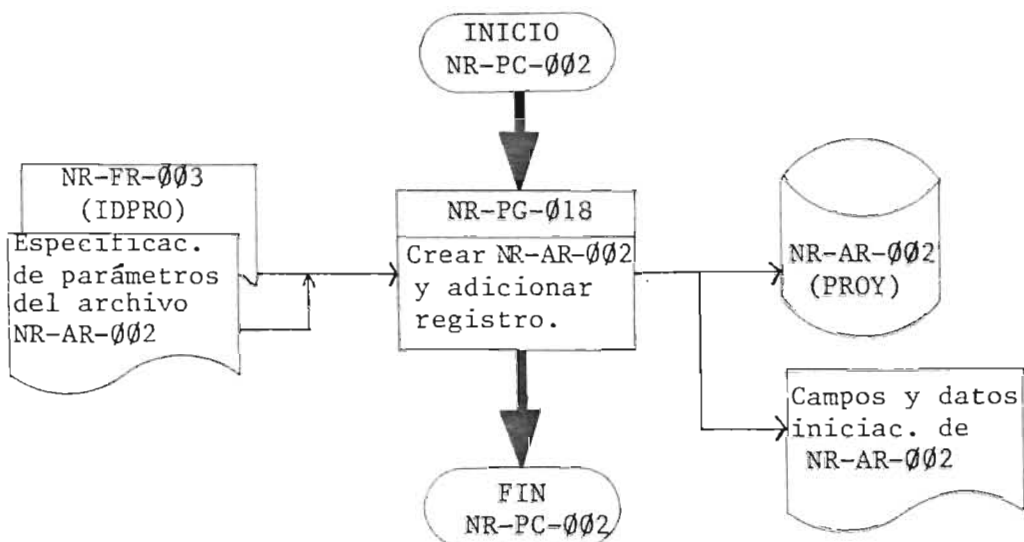 INICIO
NR-PC-ØØ2
NR-FR-ØØ3
(IDPRO)
Especificac.
de parámetros
del archivo
NR-AR-ØØ2
NR-PG-Ø18
Crear NR-AR-ØØ2
y adicionar
registro.
NR-AR-ØØ2
(PROY)
Campos y datos
iniciac. de
NR-AR-ØØ2
FIN
NR-PC-ØØ2